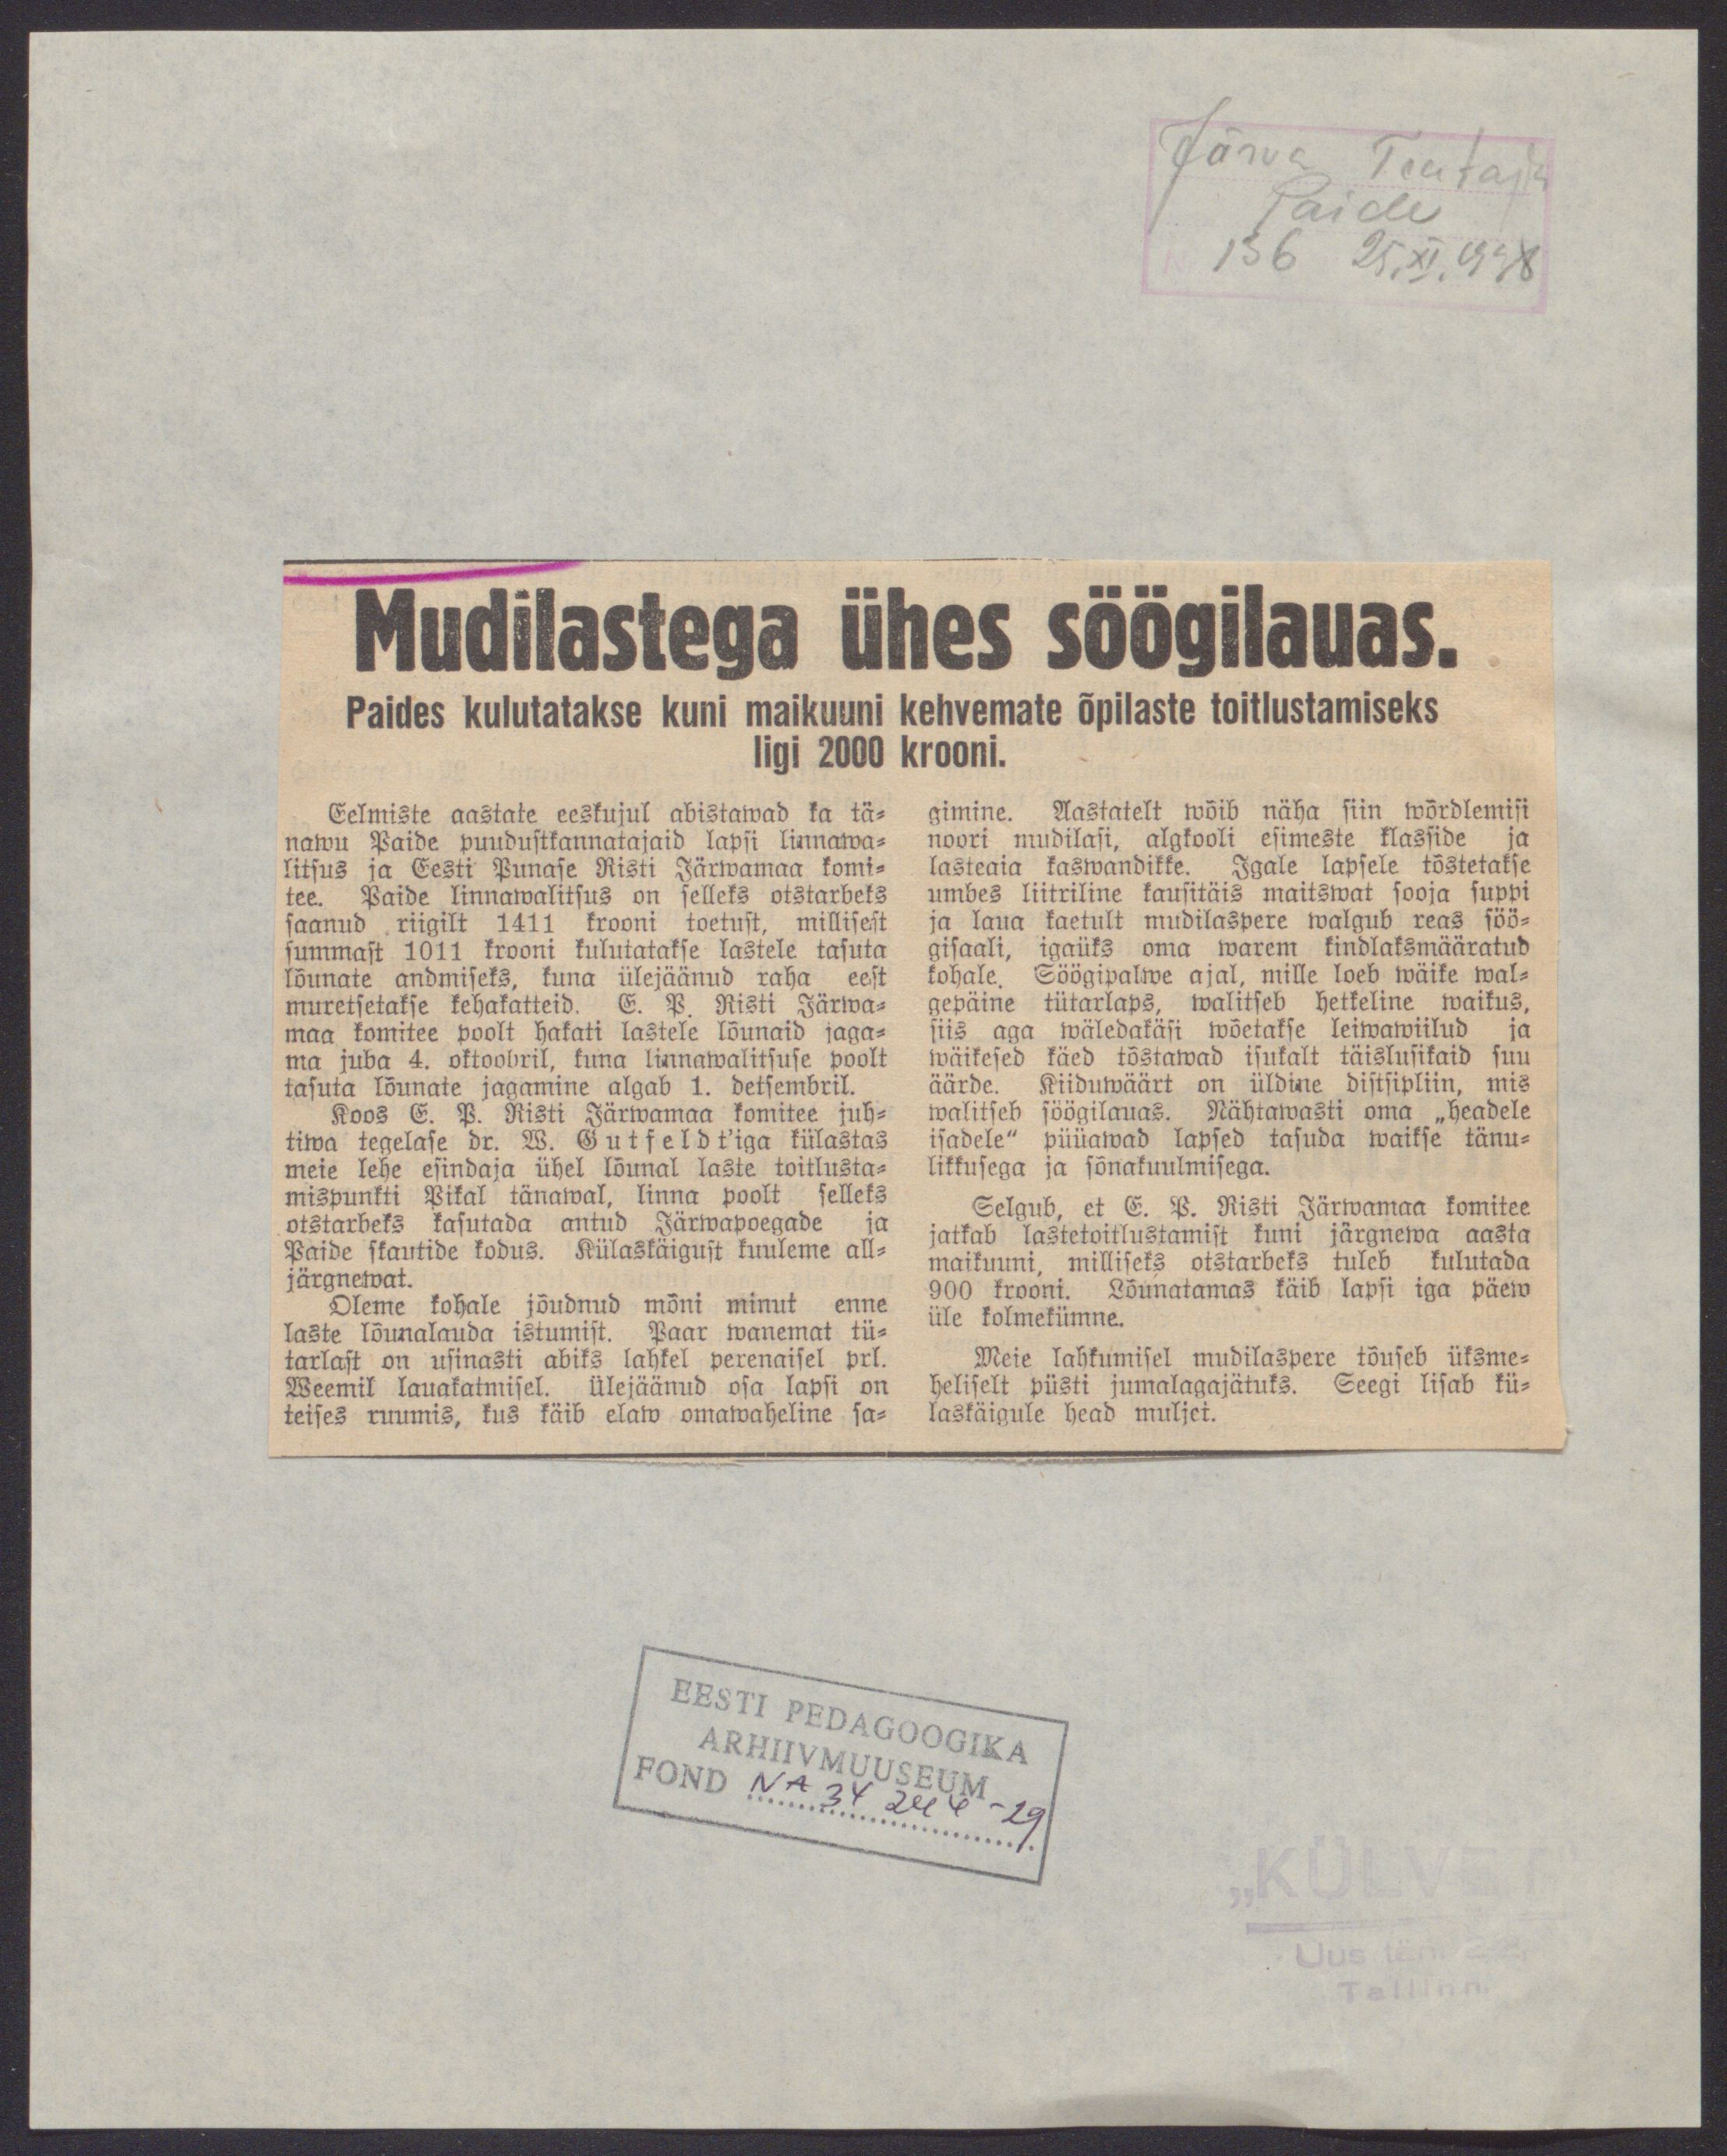 Järva Teataja
Paide
N 136 25.XI.1938
Mudilastega ühes söögilauas.
Paides kulutatakse kuni maikuuni kehvemate õpilaste toitlustamiseks
ligi 2000 krooni.
Eelmiste aastate eeskujul abistawad ka tä-
nawu Paide puudustkannatajaid lapsi linnawa-
litsus ja Eesti Punase Risti Järwamaa komi-
tee. Paide linnawalitsus on selleks otstarbeks
saanud riigilt 1411 krooni toetust, millisest
summast 1011 krooni kulutatakse lastele tasuta
lõunate andmiseks, kuna ülejäänud raha eest
muretsetakse kehakatteid. E. P. Risti Järwa-
maa komitee poolt hakati lastele lõunaid jaga-
ma juba 4. oktoobril, kuna linnawalitsuse poolt
tasuta lõunate jagamine algab 1. detsembril.
Koos E. P. Risti Järwamaa komitee juh-
tiwa tegelase dr. W. Gutfeldt'iga külastas
meie lehe esindaja ühel lõunal laste toitlusta-
mispunkti Pikal tänawal, linna poolt selleks
otstarbeks kasutada antud Järwapoegade ja
Paide skautide kodus. Külaskäigust kuuleme all-
järgnewat.
Oleme kohale jõudnud mõni minut enne
laste lõunalauda istumist. Paar wanemat tü-
tarlast on usinasti abiks lahkel perenaisel prl.
Weemil lauakatmisel. Ülejäänud osa lapsi on
teises ruumis, kus käib elaw omawaheline sa-
gimine. Aastatelt wõib näha siin wõrdlemisi
noori mudilasi, algkooli esimeste klasside ja
lasteaia kaswandikke. Igale lapsele tõstetakse
umbes liitriline kausitäis maitswat sooja suppi
ja laua kaetult mudilaspere walgub reas söö-
gisaali, igaüks oma warem kindlaksmääratud
kohale. Söögipalwe ajal, mille loeb wäike wal-
gepäine tütarlaps, walitseb hetkeline waikus,
siis aga wäledakäsi wõetakse leiwawiilud ja
wäikesed käed tõstawad isukalt täislusikaid suu
äärde. Kiiduwäärt on üldine distsipliin, mis
walitseb söögilauas. Nähtawasti oma „headele
isadele“ püüawad lapsed tasuda waikse tänu-
likkusega ja sõnakuulmisega.
Selgub, et E. P. Risti Järwamaa komitee
jatkab lastetoitlustamist kuni järgnewa aasta
maikuuni, milliseks otstarbeks tuleb kulutada
900 krooni. Lõunatamas käib lapsi iga päew
üle kolmekümne.
Meie lahkumisel mudilaspere tõuseb üksme-
heliselt püsti jumalagajätuks. Seegi lisab kü-
laskäigule head muljet.
EESTI PEDAGOOGIKA
ARHIIVMUUSEUM
FOND NA 34 244-29
Uus tän 
Tallinn.